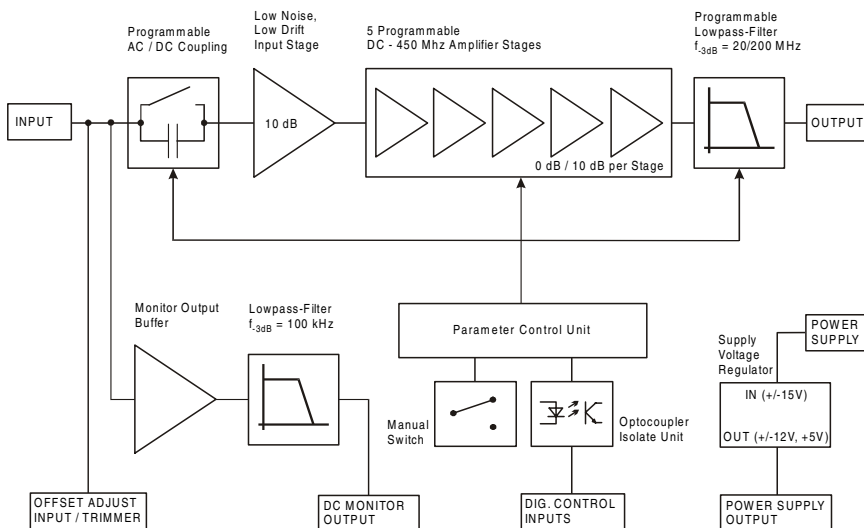 Programmable
AC / DC Coupling
Low Noise,
Low Drift
Input Stage
5 Programmable
DC - 450 Mhz Amplifier Stages
Programmable
Lowpass-Filter
f-3dB = 20/200 MHz
INPUT
10 dB
0 dB / 10 dB per Stage
OUTPUT
Monitor Output
Buffer
Lowpass-Filter
f-3dB = 100 kHz
Parameter Control Unit
Manual
Switch
Optocoupler
Isolate Unit
Supply
Voltage
Regulator
POWER
SUPPLY
IN (+/-15V)
OUT (+/-12V, +5V)
OFFSET ADJUST
INPUT / TRIMMER
DC MONITOR
OUTPUT
DIG. CONTROL
INPUTS
POWER SUPPLY
OUTPUT